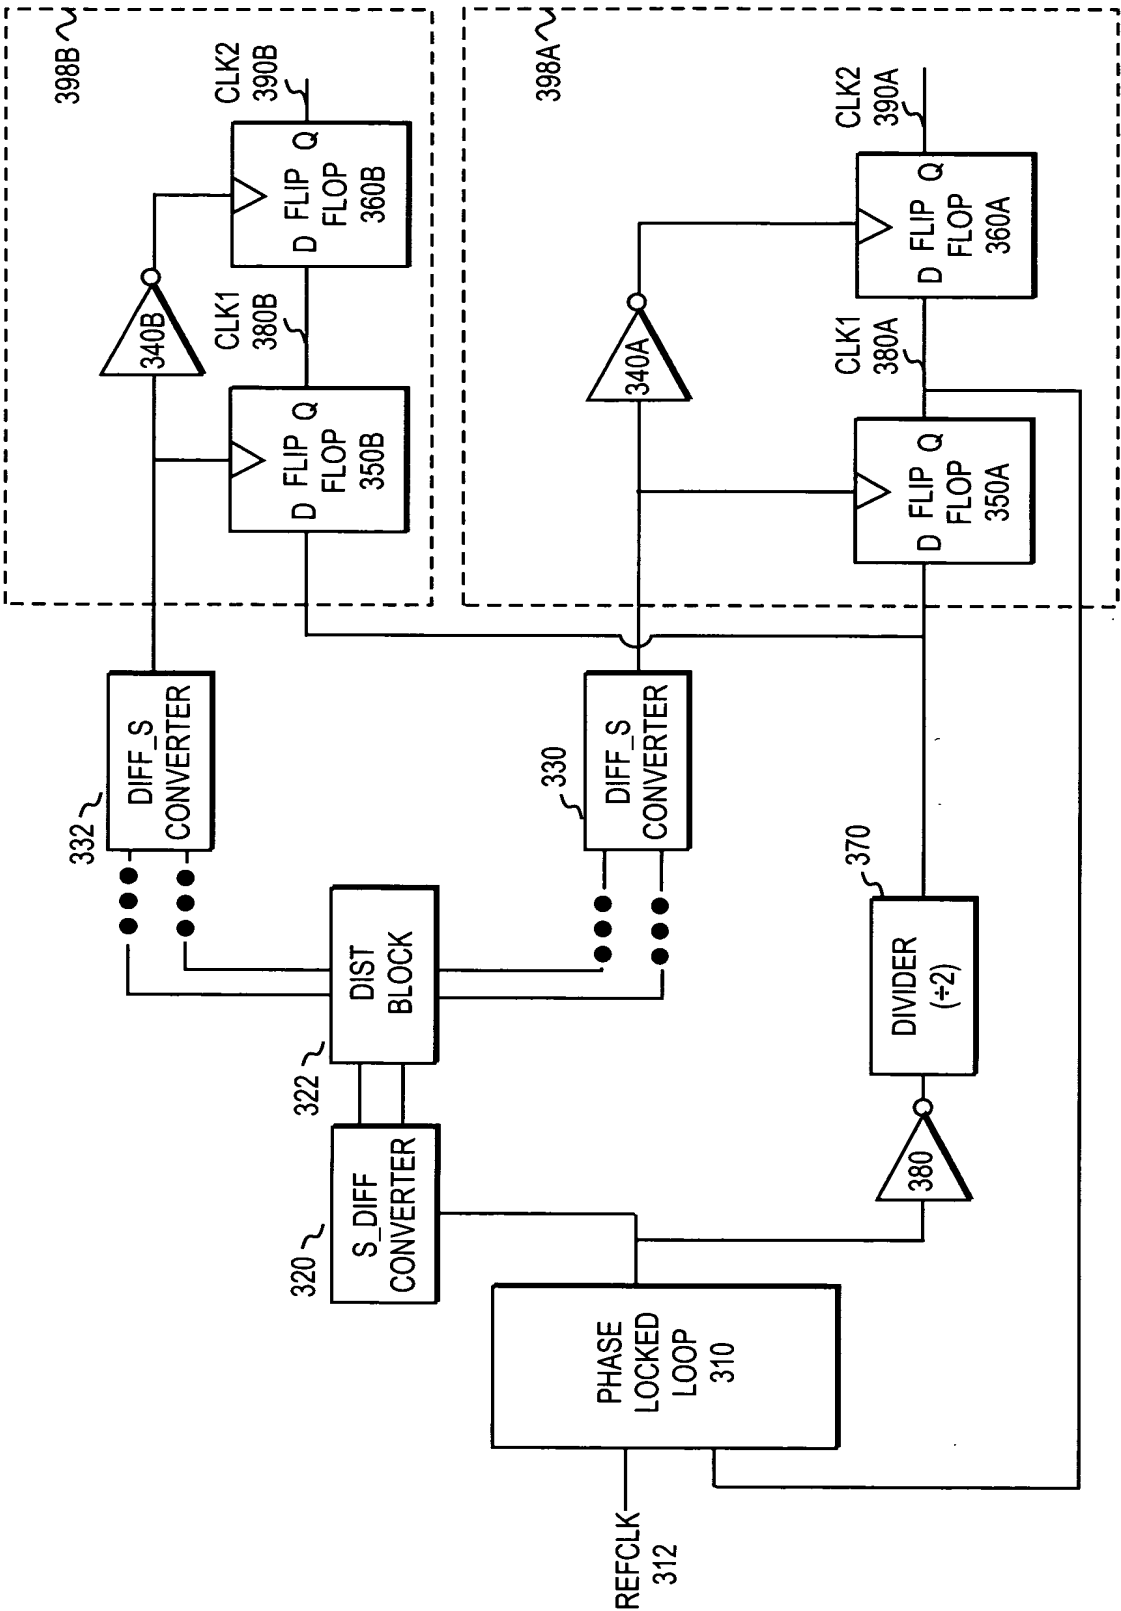 REFCLK
312
PHASE
LOCKED
LOOP
310
320
S_DIFF
CONVERTER
322
DIST
BLOCK
380
370
DIVIDER
(÷2)
332
DIFF_S
CONVERTER
330
DIFF_S
CONVERTER
398B
340B
D FLIP Q
FLOP
350B
CLK1
380B
D FLIP Q
FLOP
360B
CLK2
390B
398A
340A
D FLIP Q
FLOP
350A
CLK1
380A
D FLIP Q
FLOP
360A
CLK2
390A